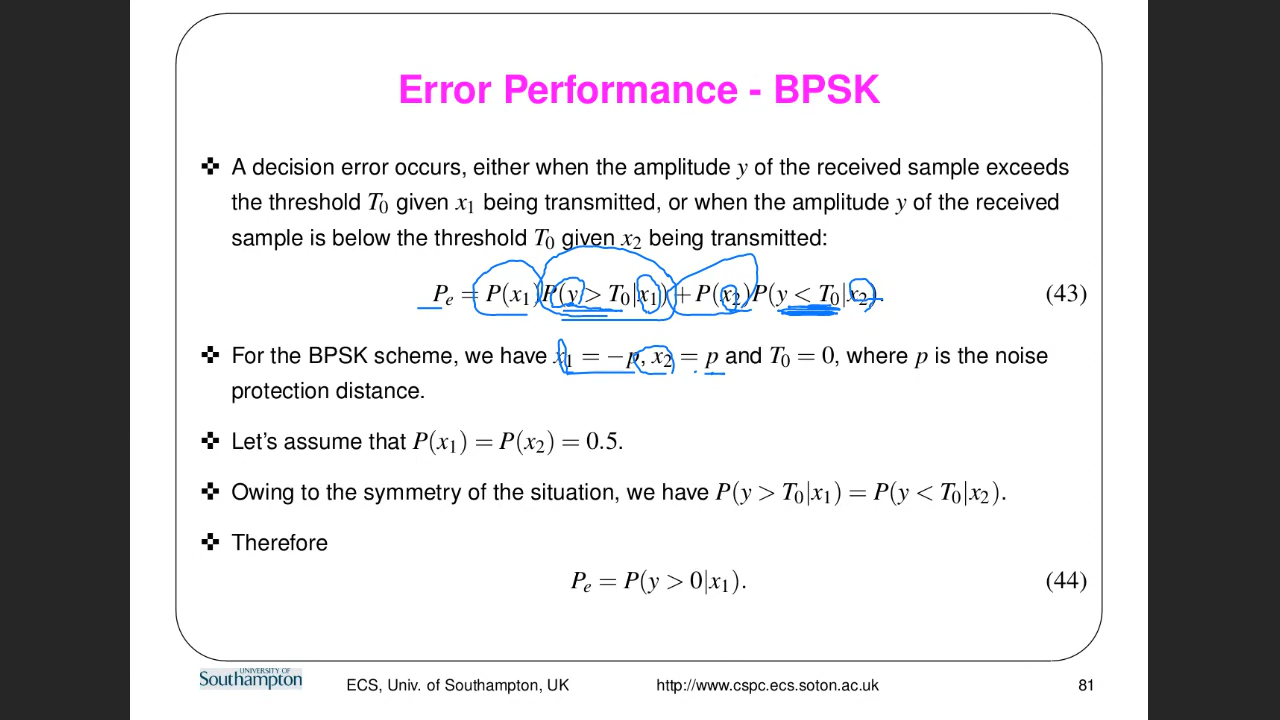 Error Performance - BPSK
✤ A decision error occurs, either when the amplitude y of the received sample exceeds
the threshold T₀ given x₁ being transmitted, or when the amplitude y of the received
sample is below the threshold T₀ given x₂ being transmitted:
Pₑ = P(x₁)P(y > T₀|x₁) + P(x₂)P(y < T₀|x₂). (43)
✤ For the BPSK scheme, we have x₁ = −p, x₂ = p and T₀ = 0, where p is the noise
protection distance.
✤ Let's assume that P(x₁) = P(x₂) = 0.5.
✤ Owing to the symmetry of the situation, we have P(y > T₀|x₁) = P(y < T₀|x₂).
✤ Therefore
Pₑ = P(y > 0|x₁). (44)
UNIVERSITY OF
Southampton
ECS, Univ. of Southampton, UK http://www.cspc.ecs.soton.ac.uk 81